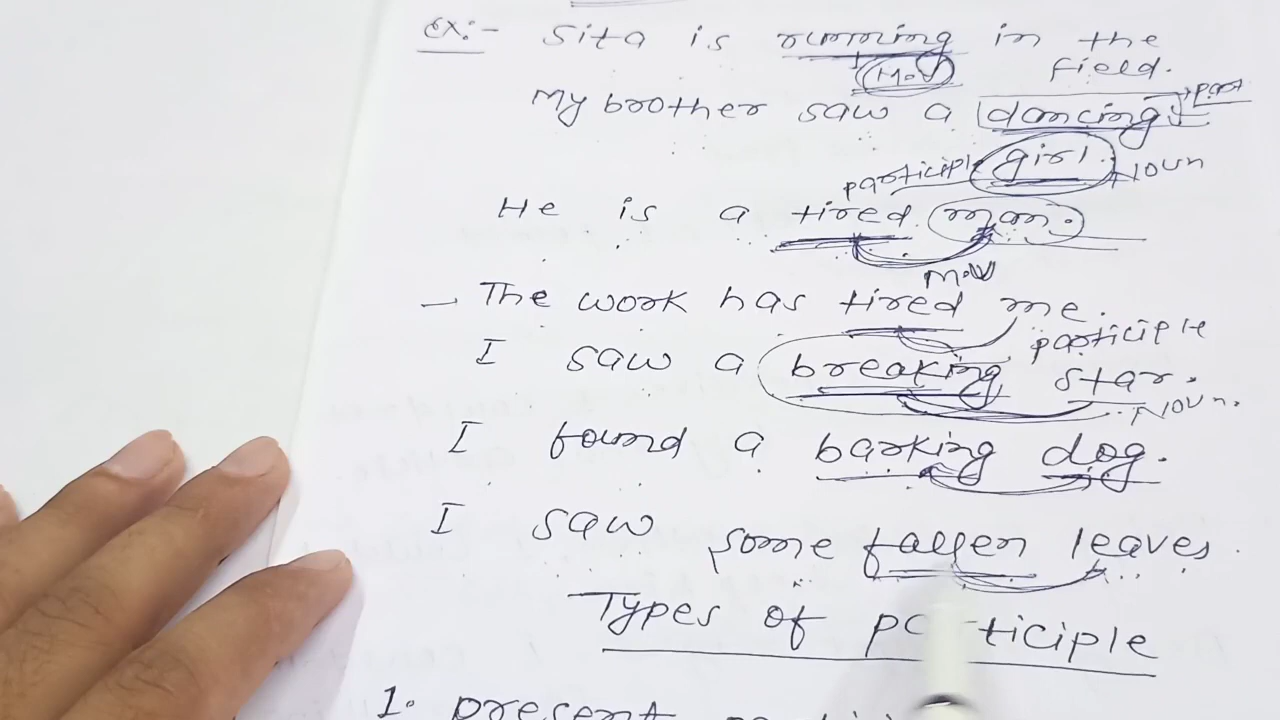 Ex:- Sita is running in the
M.V field.
My brother saw a dancing part
participle girl. Noun
He is a tired man.
M.V
- The work has tired me.
participle
I saw a breaking star.
Noun.
I found a barking dog.
I saw some fallen leaves.
Types of participle
1. present